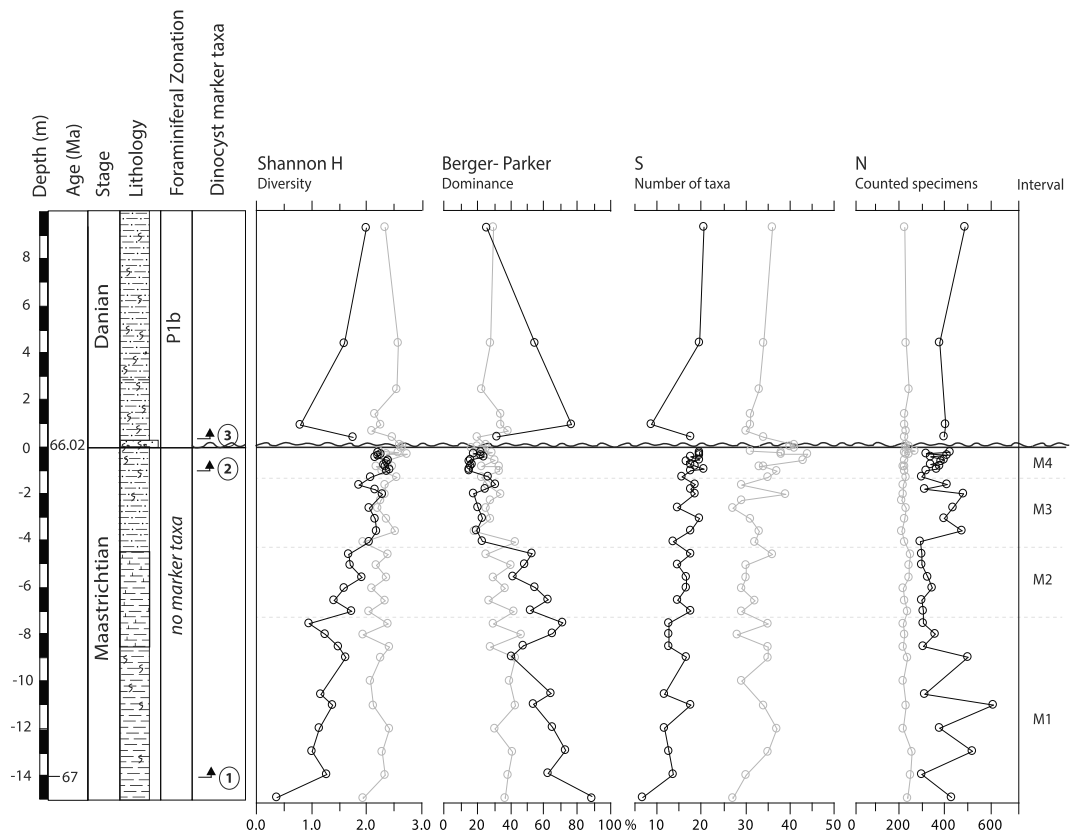 Depth (m)
Age (Ma)
Stage
Lithology
Foraminiferal Zonation
Dinocyst marker taxa
Shannon H
Diversity
Berger- Parker
Dominance
S
Number of taxa
N
Counted specimens
Interval
8
6
4
2
0
-2
-4
-6
-8
-10
-12
-14
66.02
67
Danian
Maastrichtian
P1b
no marker taxa
3
2
1
M4
M3
M2
M1
0.0 1.0 2.0 3.0
0 20 40 60 80 100 %
10 20 30 40 50
0 200 400 600